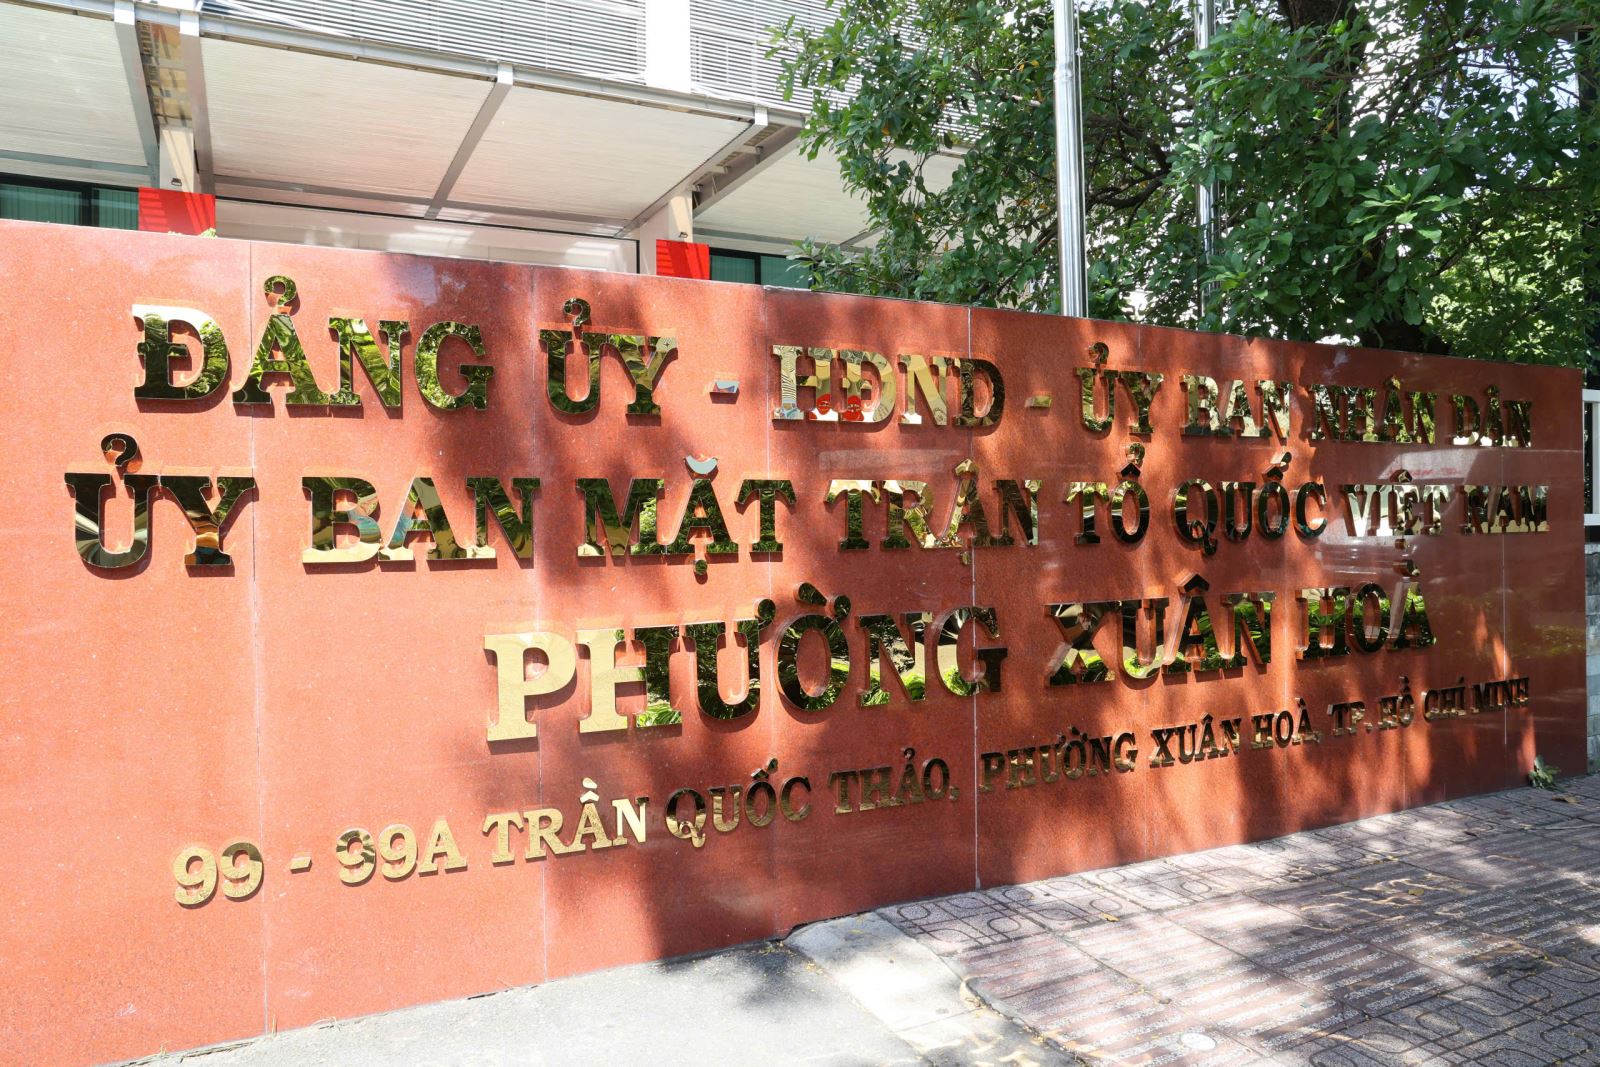 ĐẢNG ỦY - HĐND - ỦY BAN NHÂN DÂN
ỦY BAN MẶT TRẬN TỔ QUỐC VIỆT NAM
PHƯỜNG XUÂN HOÀ
99 - 99A TRẦN QUỐC THẢO, PHƯỜNG XUÂN HOÀ, TP. HỒ CHÍ MINH